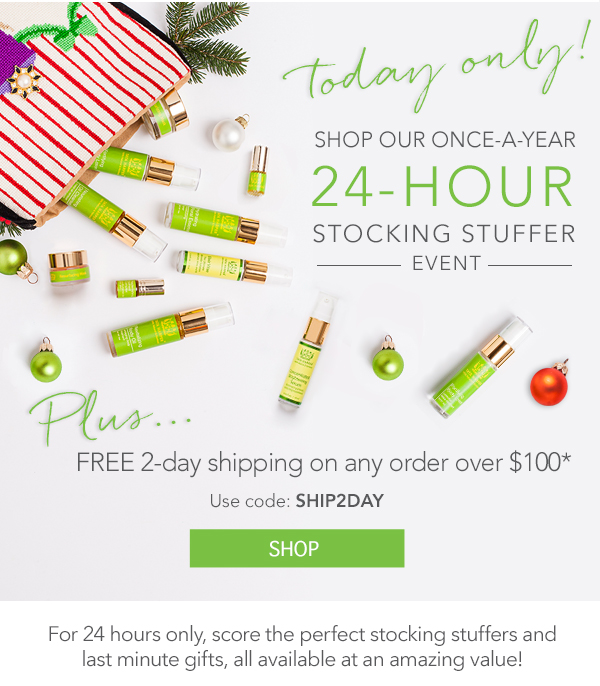 Today only!
SHOP OUR ONCE-A-YEAR
24-HOUR
STOCKING STUFFER
EVENT
Plus...
FREE 2-day shipping on any order over $100*
Use code: SHIP2DAY
SHOP
For 24 hours only, score the perfect stocking stuffers and
last minute gifts, all available at an amazing value!